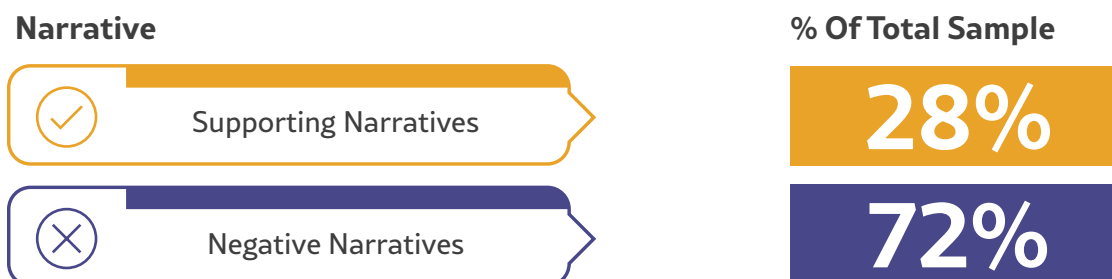 Narrative
% Of Total Sample
Supporting Narratives
28%
Negative Narratives
72%